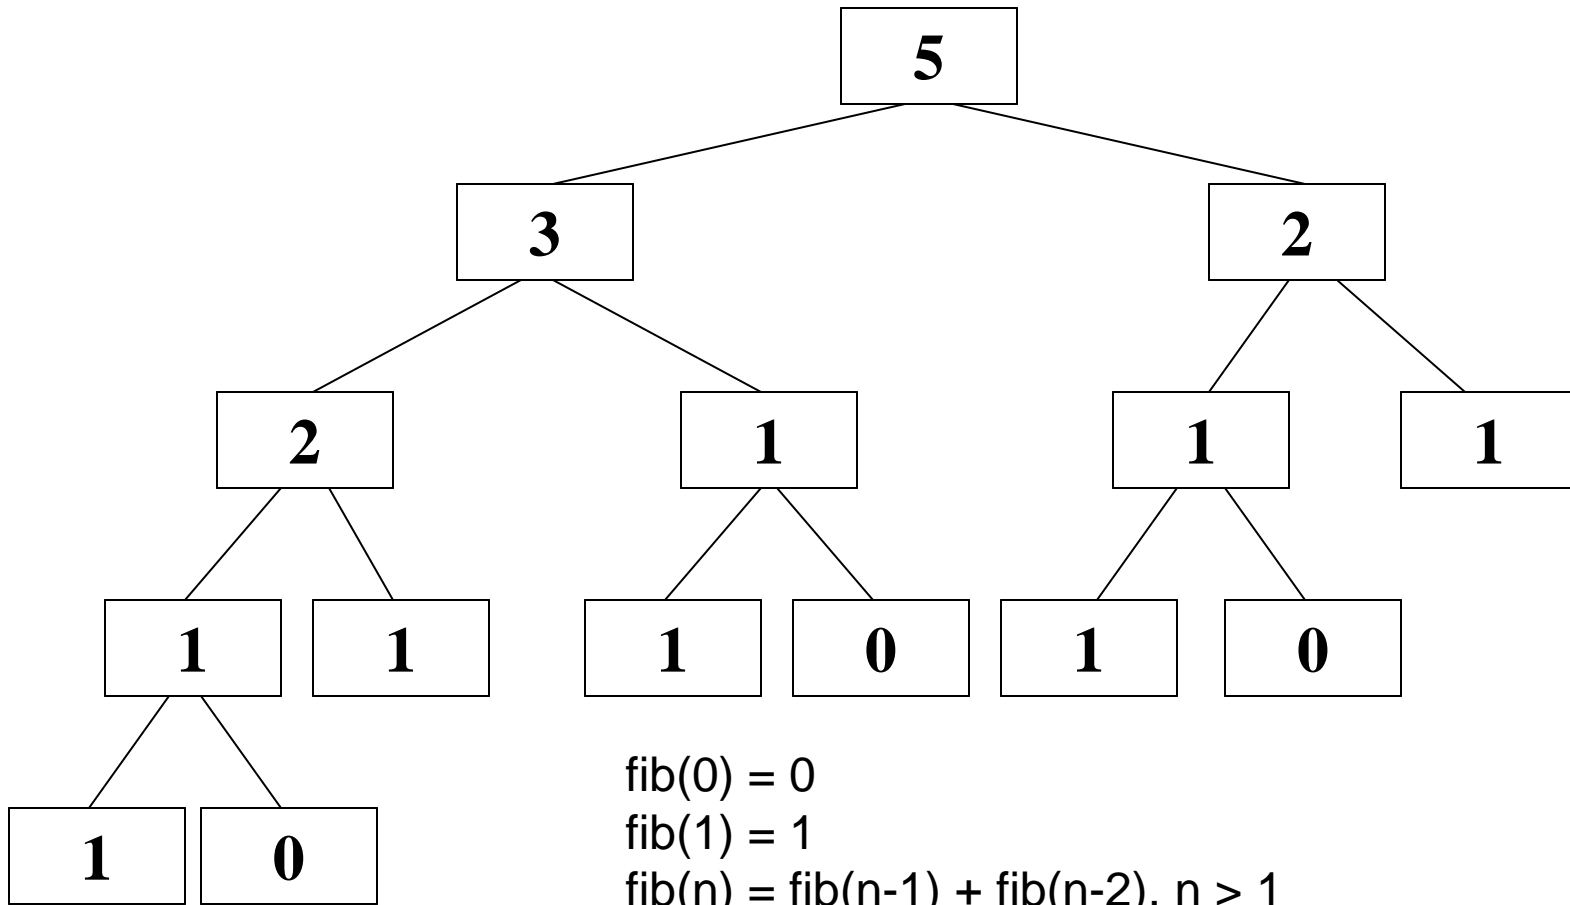 5
3 2
2 1 1 1
1 1 1 0 1 0
1 0
fib(0) = 0
fib(1) = 1
fib(n) = fib(n-1) + fib(n-2), n > 1